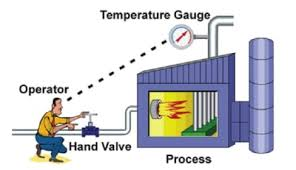 Temperature Gauge
Operator
Hand Valve
Process